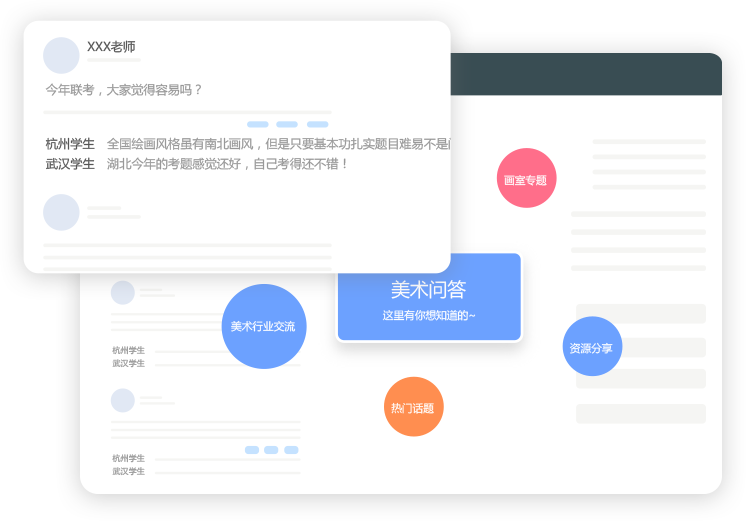 XXX老师
今年联考，大家觉得容易吗？
杭州学生 全国绘画风格虽有南北画风，但是只要基本功扎实题目难易不是
武汉学生 湖北今年的考题感觉还好，自己考得还不错！
画室专题
美术问答
这里有你想知道的~
美术行业交流
资源分享
杭州学生
武汉学生
热门话题
杭州学生
武汉学生